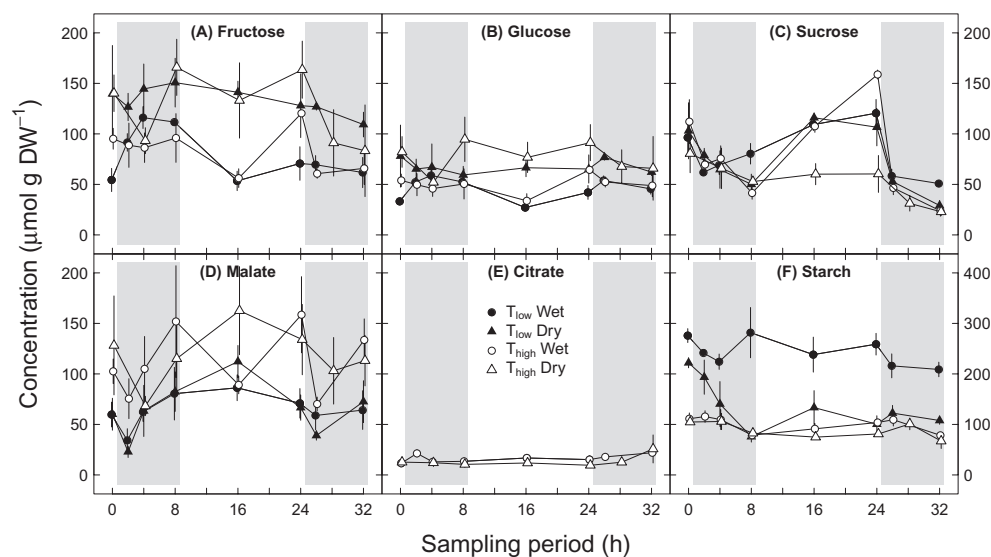 (A) Fructose
(B) Glucose
(C) Sucrose
200
150
100
50
0
200
150
100
50
0
(D) Malate
(E) Citrate
(F) Starch
200
150
100
50
0
400
300
200
100
0
T_low Wet
T_low Dry
T_high Wet
T_high Dry
0 8 16 24 32
0 8 16 24 32
0 8 16 24 32
Concentration (μmol g DW⁻¹)
Sampling period (h)